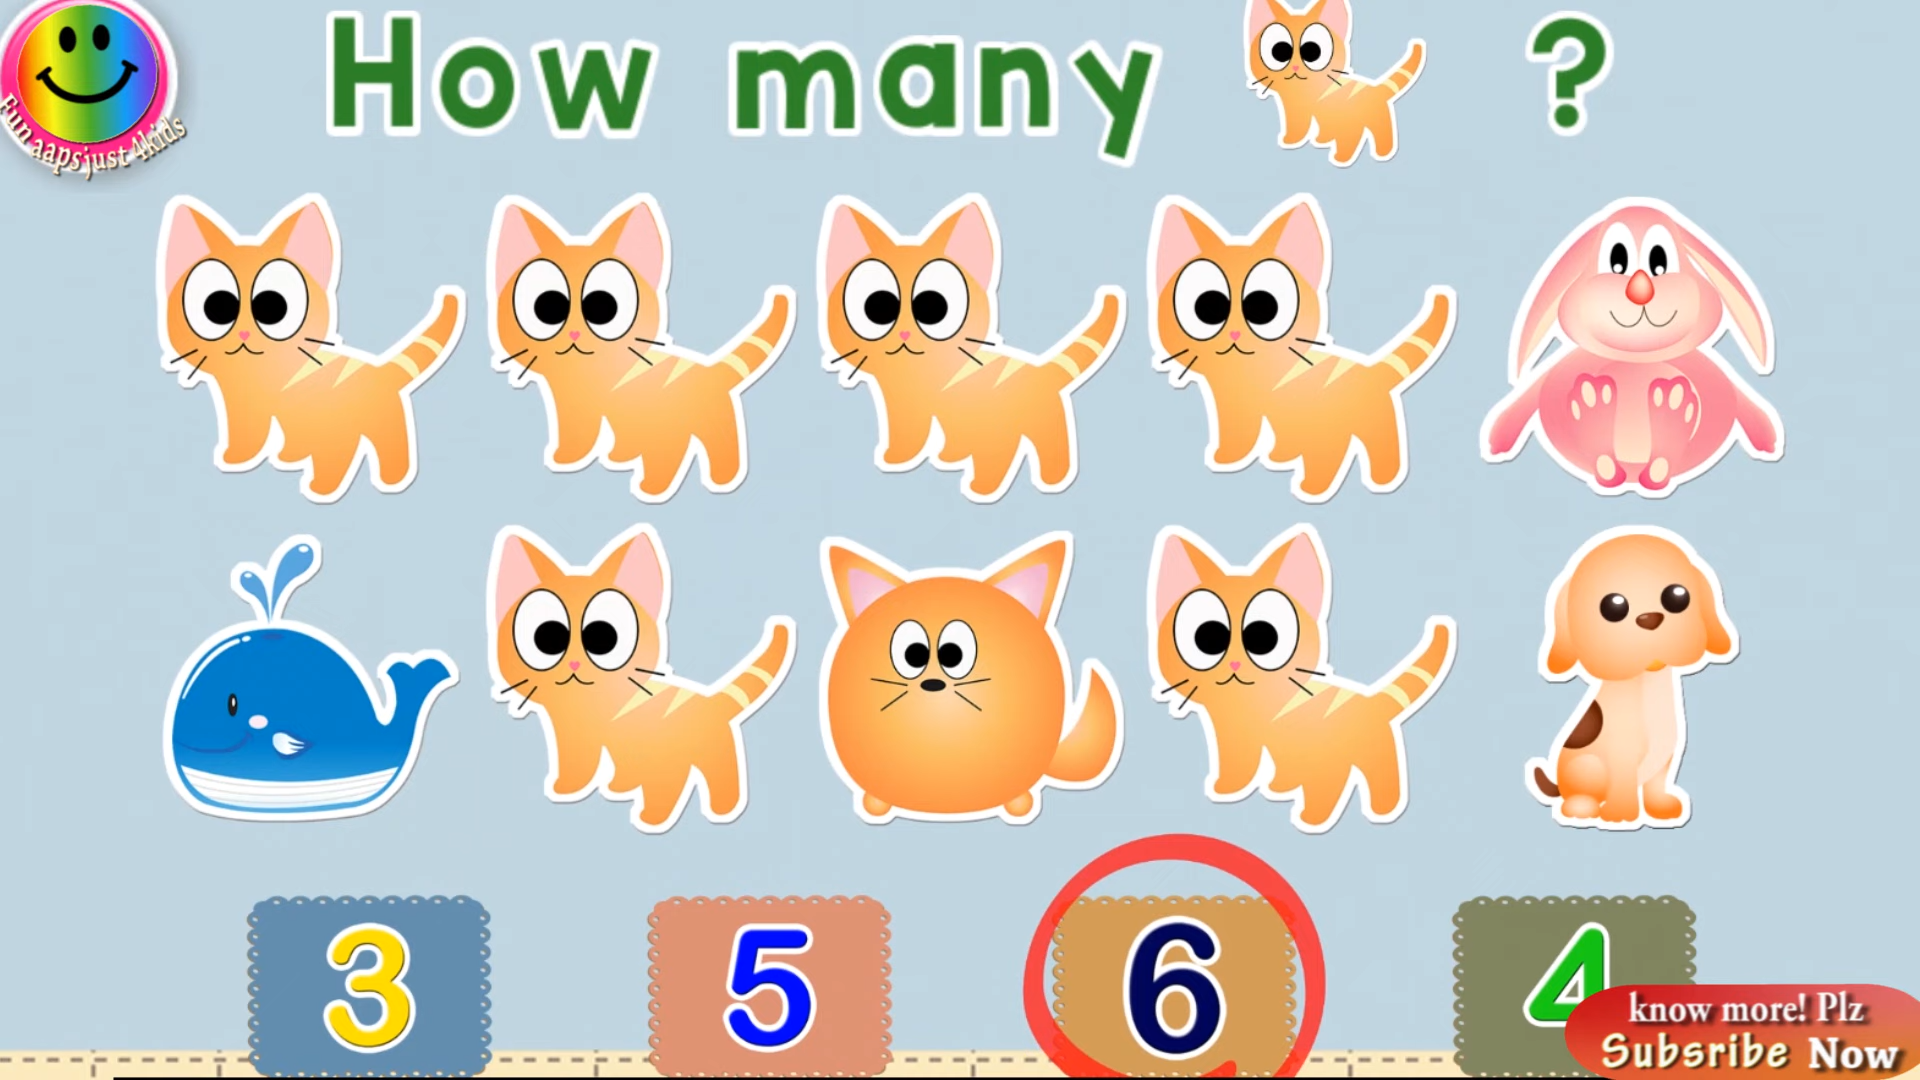 How many ?
Fun aapsjust 4kids
3 5 6 4
know more! Plz
Subsribe Now